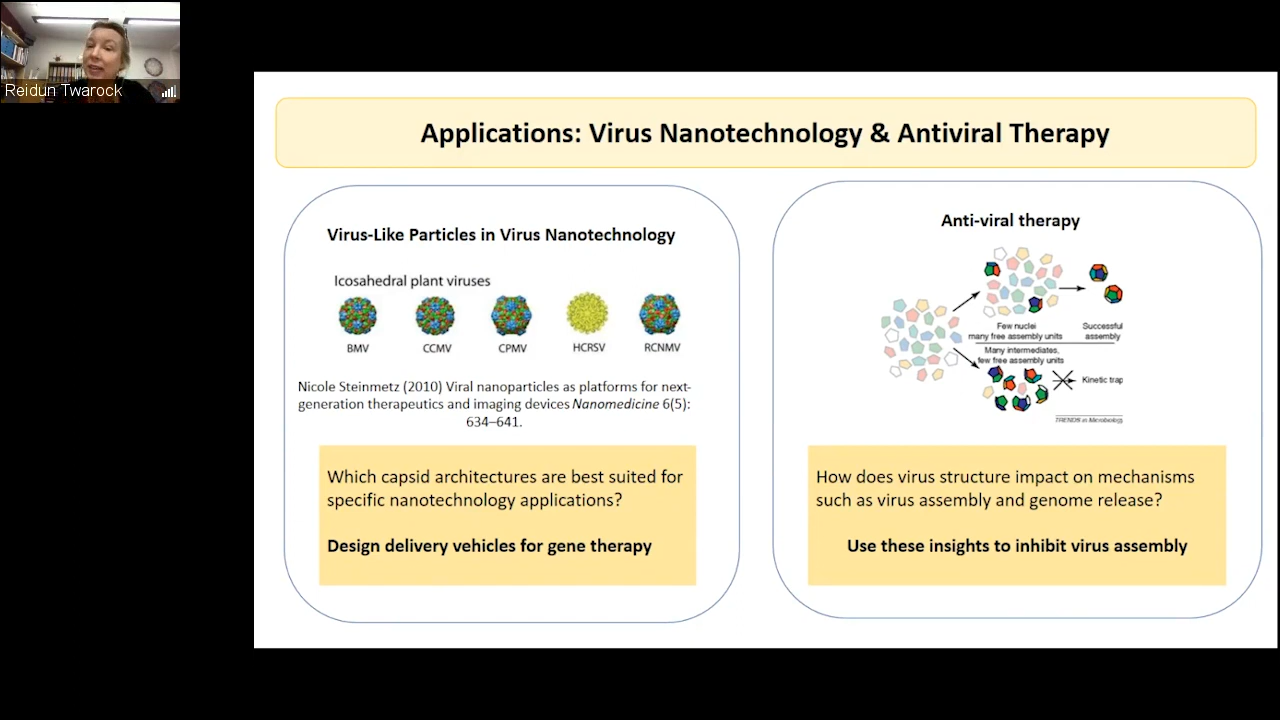 Reidun Twarock
Applications: Virus Nanotechnology & Antiviral Therapy
Virus-Like Particles in Virus Nanotechnology
Icosahedral plant viruses
BMV
CCMV
CPMV
HCRSV
RCNMV
Nicole Steinmetz (2010) Viral nanoparticles as platforms for next-
generation therapeutics and imaging devices Nanomedicine 6(5):
634–641.
Which capsid architectures are best suited for
specific nanotechnology applications?
Design delivery vehicles for gene therapy
Anti-viral therapy
Few nuclei
many free assembly units
Successful
assembly
Many intermediates,
few free assembly units
Kinetic trap
TRENDS in Microbiology
How does virus structure impact on mechanisms
such as virus assembly and genome release?
Use these insights to inhibit virus assembly